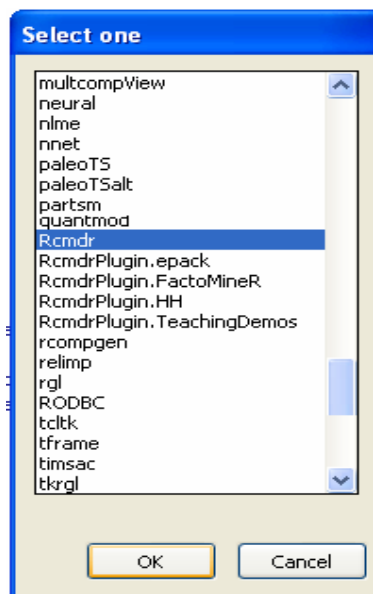 Select one
multcompView
neural
nlme
nnet
paleoTS
paleoTSalt
partsm
quantmod
Rcmdr
RcmdrPlugin.epack
RcmdrPlugin.FactoMineR
RcmdrPlugin.HH
RcmdrPlugin.TeachingDemos
rcompgen
relimp
rgl
RODBC
tcltk
tframe
timsac
tkrgl
OK Cancel